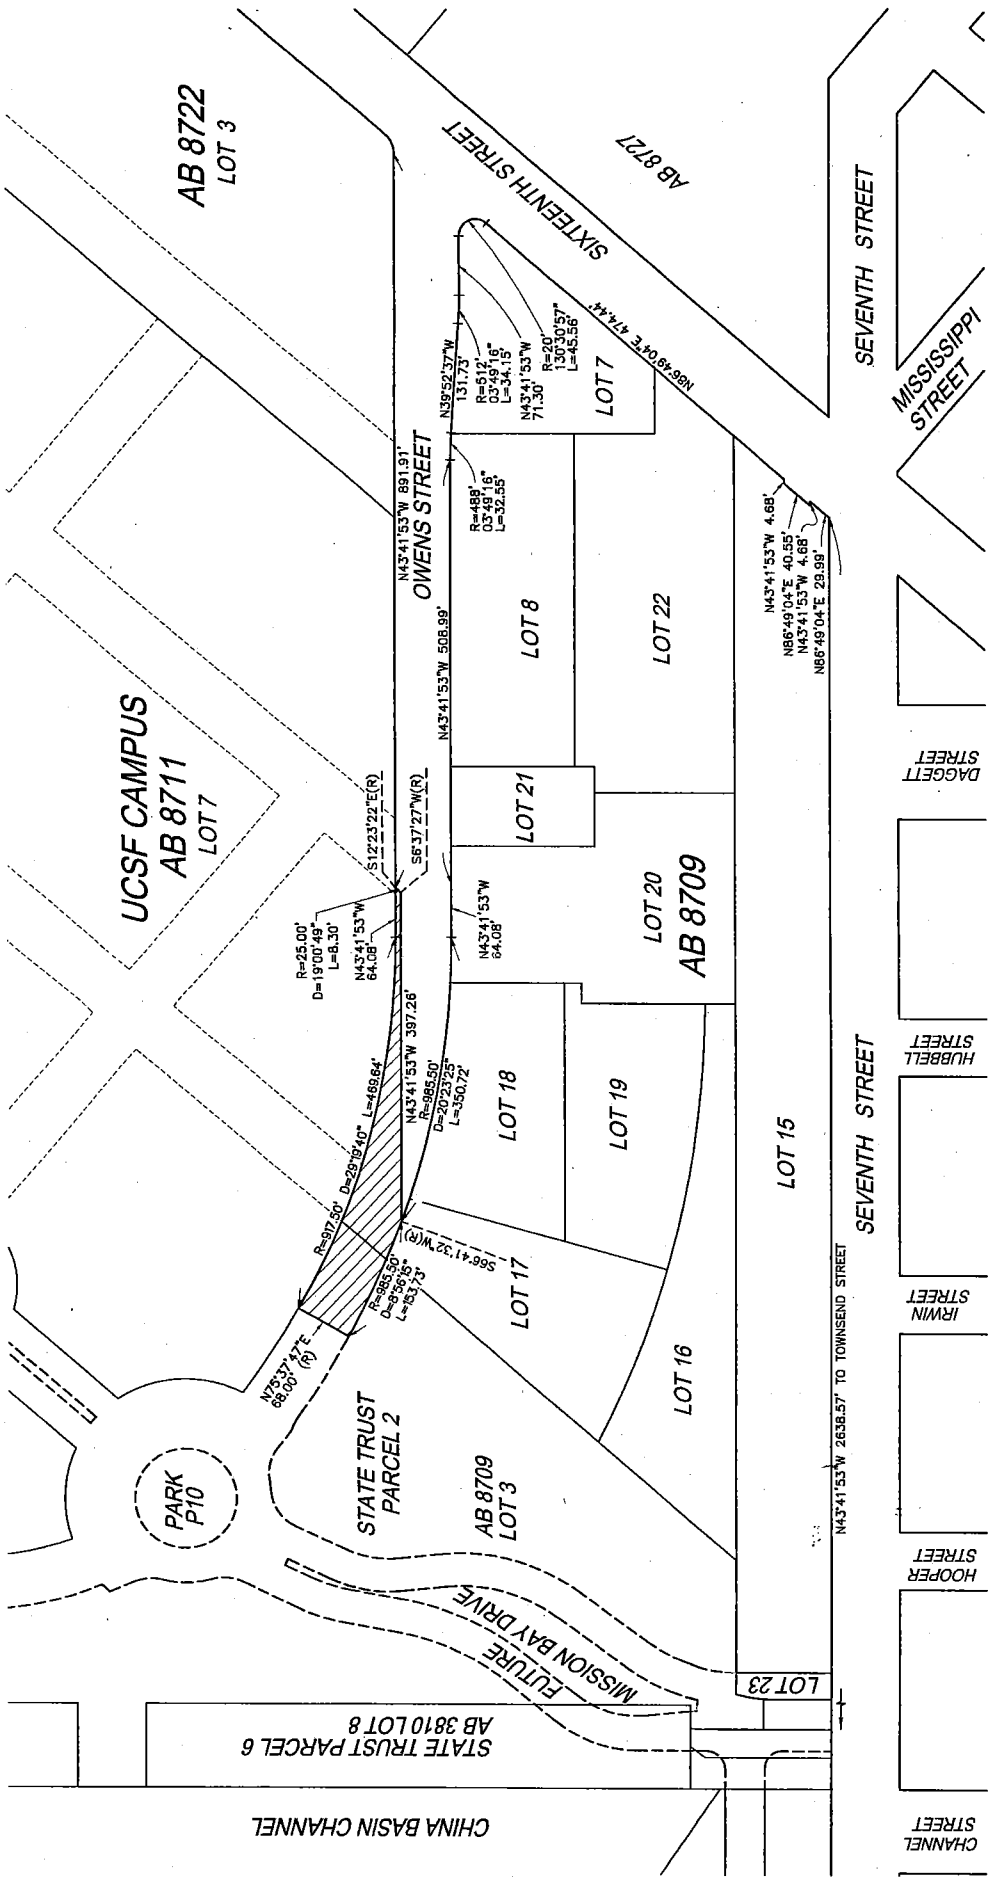 AB 8722
LOT 3
SIXTEENTH STREET
AB 8727
SEVENTH STREET
MISSISSIPPI
STREET
UCSF CAMPUS
AB 8711
LOT 7
N43°41'53"W 891.91'
OWENS STREET
N39°52'37"W
131.73'
R=512'
03°49'16"
L=34.15'
N43°41'53"W
71.30'
R=20'
130°30'57"
L=45.56'
LOT 7
N86°49'04"E 474.44'
R=488'
03°49'16"
L=32.55'
N43°41'53"W 508.99'
LOT 8
LOT 22
N43°41'53"W 4.68'
N86°49'04"E 40.55'
N43°41'53"W 4.68'
N86°49'04"E 29.99'
S12°23'22"E(R)
S6°37'27"W(R)
LOT 21
DAGGETT
STREET
R=25.00'
D=19°00'49"
L=8.30'
N43°41'53"W
64.08'
N43°41'53"W
64.08'
LOT 20
AB 8709
R=917.50' D=29°19'40" L=469.64'
N43°41'53"W 397.26'
R=985.50'
D=20°23'25"
L=350.72'
LOT 18
LOT 19
LOT 15
SEVENTH STREET
HUBBELL
STREET
S66°41'32"W(R)
R=985.50'
D=8°56'15"
L=153.73'
LOT 17
LOT 16
IRWIN
STREET
N75°37'47"E
68.00' (R)
STATE TRUST
PARCEL 2
AB 8709
LOT 3
PARK
P10
N43°41'53"W 2638.57' TO TOWNSEND STREET
HOOPER
STREET
FUTURE
MISSION BAY DRIVE
LOT 23
STATE TRUST PARCEL 6
AB 3810 LOT 8
CHINA BASIN CHANNEL
CHANNEL
STREET